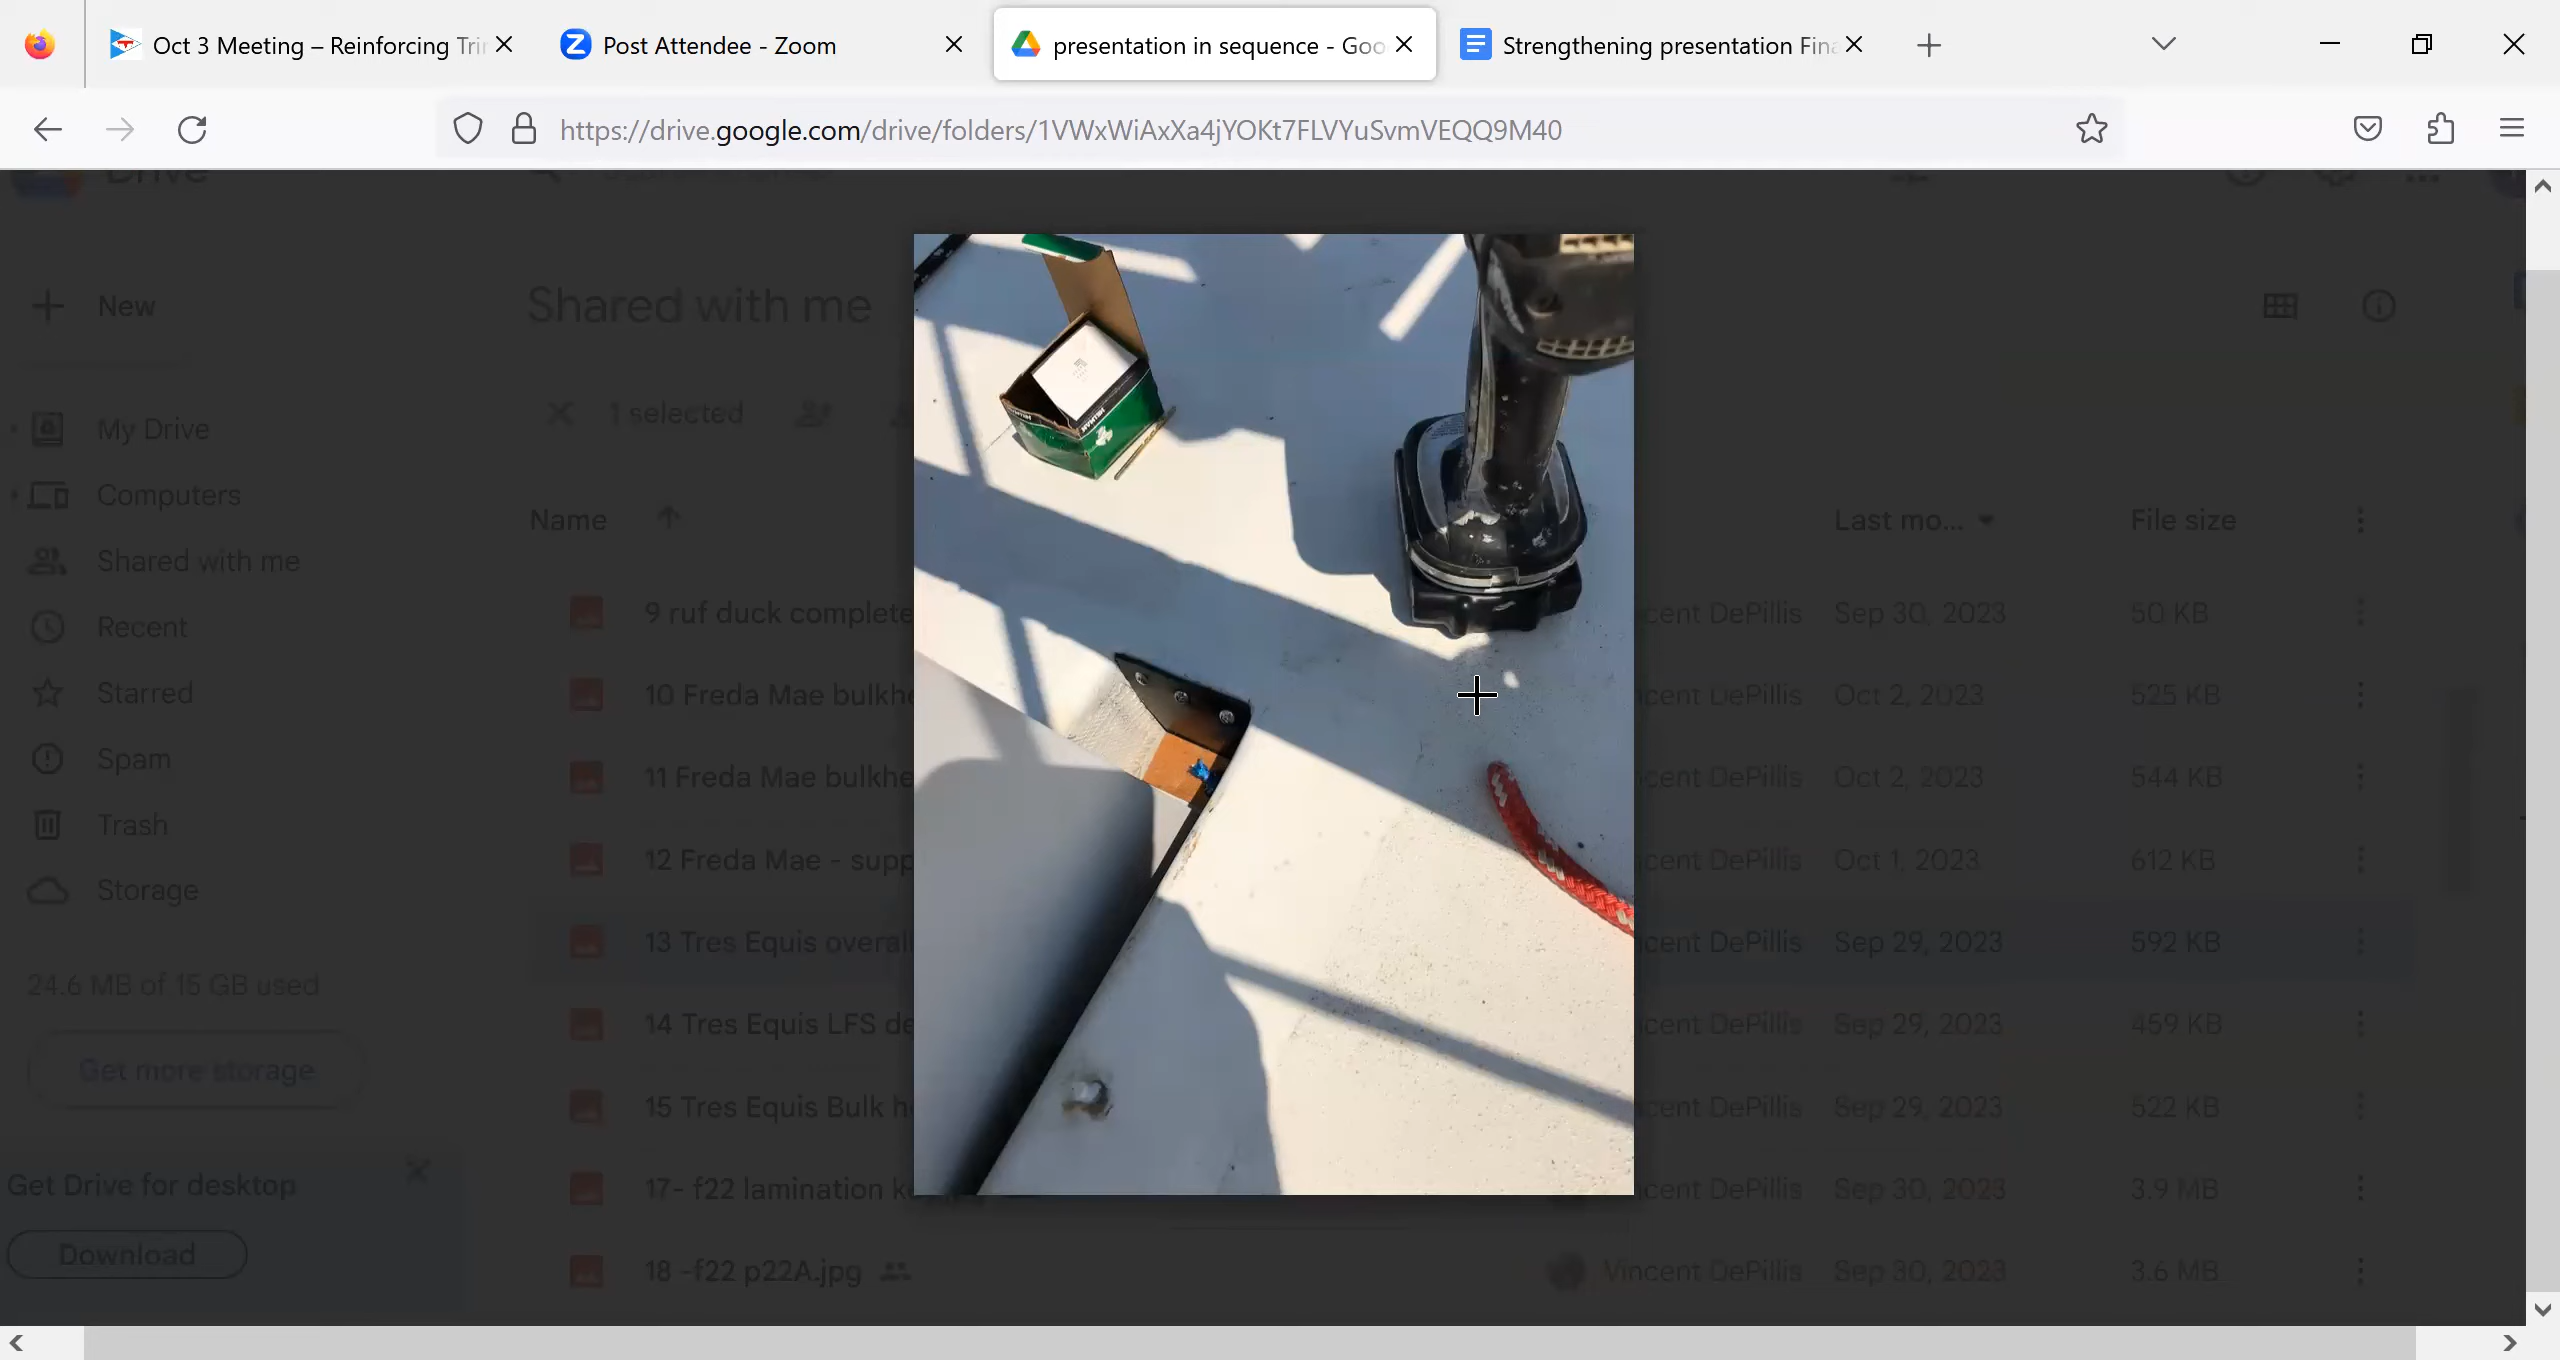 Oct 3 Meeting – Reinforcing Tri
Post Attendee - Zoom
presentation in sequence - Goo
Strengthening presentation Fina
https://drive.google.com/drive/folders/1VWxWiAxXa4jYOKt7FLVYuSvmVEQQ9M40
Drive
New
Shared with me
My Drive
1 selected
Computers
Name
Last mo...
File size
Shared with me
Recent
9 ruf duck complete
cent DePillis
Sep 30, 2023
50 KB
Starred
10 Freda Mae bulkhe
cent DePillis
Oct 2, 2023
525 KB
Spam
11 Freda Mae bulkhe
cent DePillis
Oct 2, 2023
544 KB
Trash
12 Freda Mae - supp
cent DePillis
Oct 1, 2023
612 KB
Storage
13 Tres Equis overal
cent DePillis
Sep 29, 2023
592 KB
24.6 MB of 15 GB used
14 Tres Equis LFS de
cent DePillis
Sep 29, 2023
459 KB
Get more storage
15 Tres Equis Bulk h
cent DePillis
Sep 29, 2023
522 KB
Get Drive for desktop
17- f22 lamination k
cent DePillis
Sep 30, 2023
3.9 MB
Download
18 -f22 p22A.jpg
Vincent DePillis
Sep 30, 2023
3.6 MB